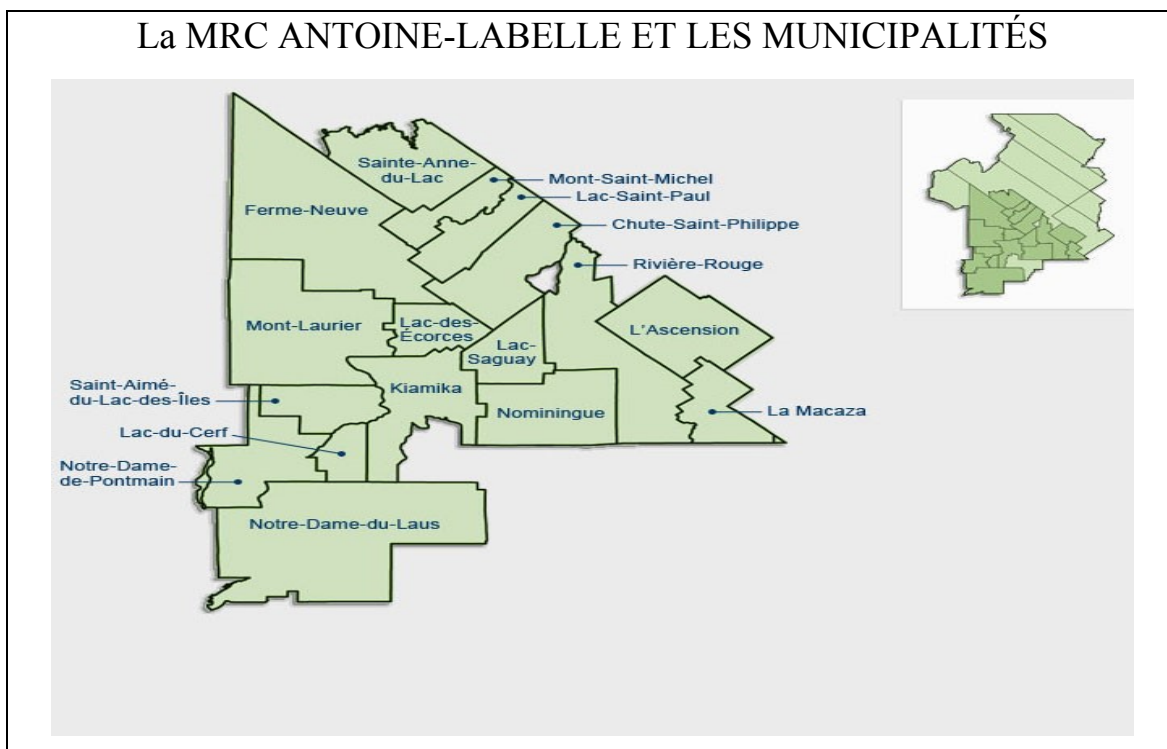 La MRC ANTOINE-LABELLE ET LES MUNICIPALITÉS
Sainte-Anne-
du-Lac
Mont-Saint-Michel
Lac-Saint-Paul
Ferme-Neuve
Chute-Saint-Philippe
Rivière-Rouge
Mont-Laurier
Lac-des-
Écorces
L'Ascension
Lac-
Saguay
Saint-Aimé-
du-Lac-des-Îles
Kiamika
Nominingue
La Macaza
Lac-du-Cerf
Notre-Dame-
de-Pontmain
Notre-Dame-du-Laus